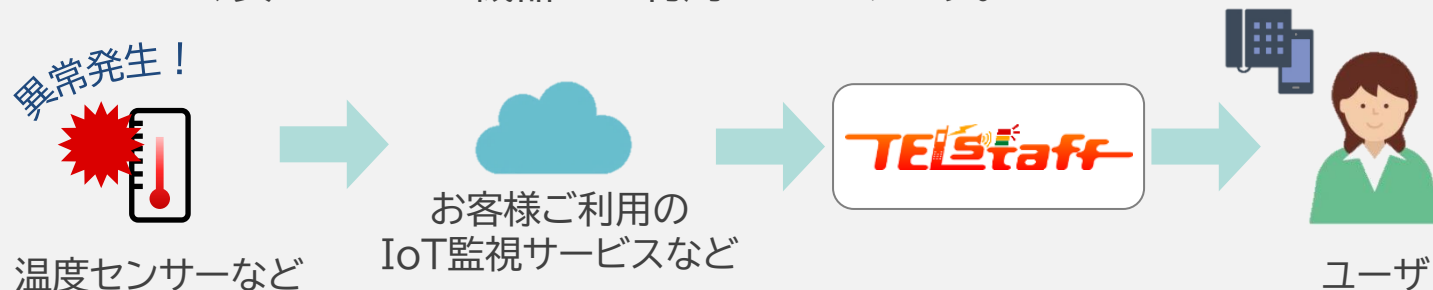 異常発生!
TELstaff
お客様ご利用の
IoT監視サービスなど
温度センサーなど
ユーザ